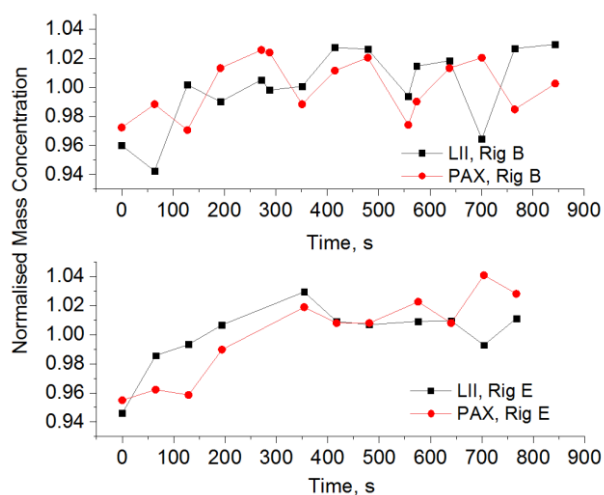 Normalised Mass Concentration
1.04
1.02
1.00
0.98
0.96
0.94
LII, Rig B
PAX, Rig B
0 100 200 300 400 500 600 700 800 900
Time, s
1.04
1.02
1.00
0.98
0.96
0.94
LII, Rig E
PAX, Rig E
0 100 200 300 400 500 600 700 800 900
Time, s